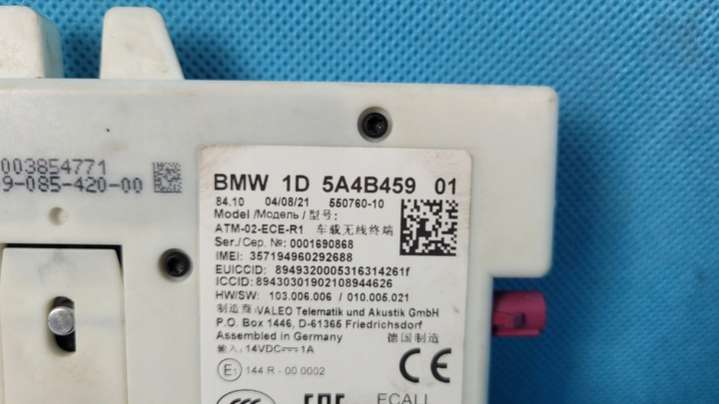 003854771
9-085-420-00
BMW 1D 5A4B459 01
84.10 04/08/21 550760-10
Model /Модель / 型号:
ATM-02-ECE-R1 车载无线终端
Ser./Сер. №: 0001690868
IMEI: 357194960292688
EUICCID: 89493200053163142​61f
ICCID: 89430301902108944626
HW/SW: 103.006.006 / 010.005.021
制造商:VALEO Telematik und Akustik GmbH
P.O. Box 1446, D-61365 Friedrichsdorf
Assembled in Germany 德国制造
输入: 14VDC⎓1A CE
E1 144 R - 00 0002
CCC EAC ECALL